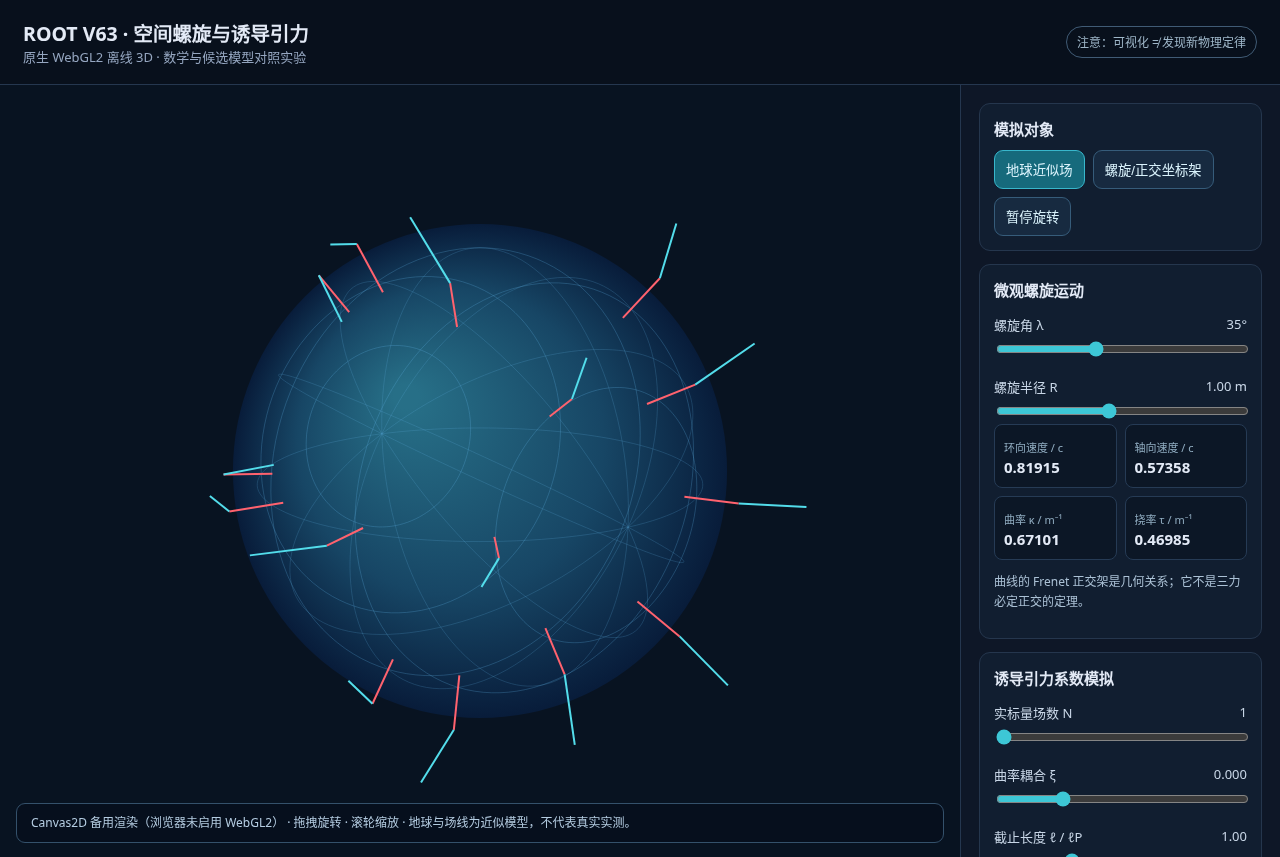 ROOT V63 · 空间螺旋与诱导引力
原生 WebGL2 离线 3D · 数学与候选模型对照实验
注意：可视化 ≠ 发现新物理定律
模拟对象
地球近似场
螺旋/正交坐标架
暂停旋转
微观螺旋运动
螺旋角 λ
35°
螺旋半径 R
1.00 m
环向速度 / c
0.81915
轴向速度 / c
0.57358
曲率 κ / m⁻¹
0.67101
挠率 τ / m⁻¹
0.46985
曲线的 Frenet 正交架是几何关系；它不是三力
必定正交的定理。
诱导引力系数模拟
实标量场数 N
1
曲率耦合 ξ
0.000
截止长度 ℓ / ℓP
1.00
Canvas2D 备用渲染（浏览器未启用 WebGL2） · 拖拽旋转 · 滚轮缩放 · 地球与场线为近似模型，不代表真实实测。